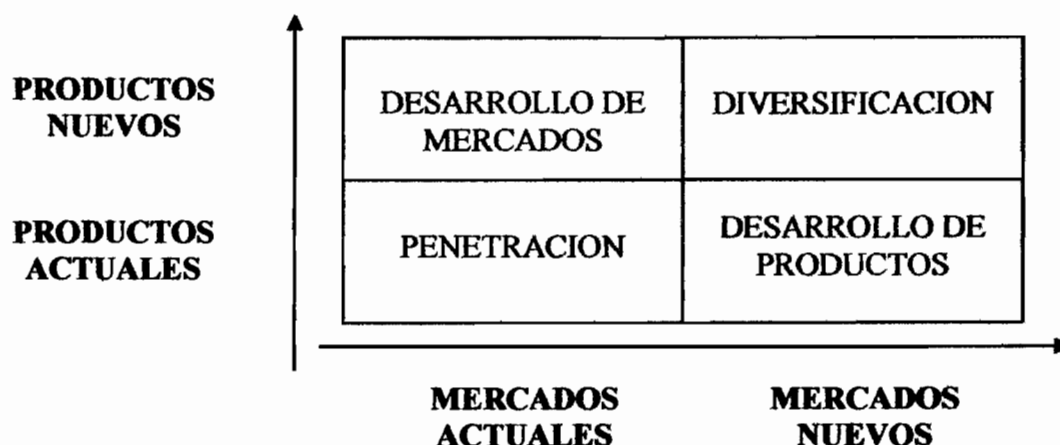 PRODUCTOS
NUEVOS
DESARROLLO DE
MERCADOS
DIVERSIFICACION
PRODUCTOS
ACTUALES
PENETRACION
DESARROLLO DE
PRODUCTOS
MERCADOS
ACTUALES
MERCADOS
NUEVOS